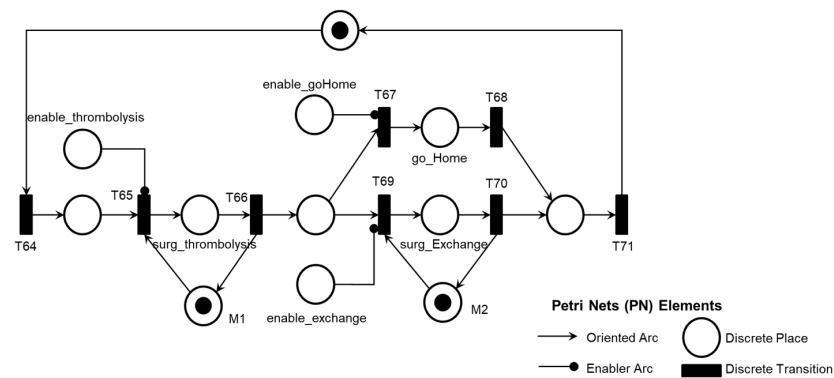 enable_goHome
T67
T68
enable_thrombolysis
go_Home
T65
T66
T69
T70
T64
surg_thrombolysis
surg_Exchange
T71
enable_exchange
M1
M2
Petri Nets (PN) Elements
Oriented Arc
Discrete Place
Enabler Arc
Discrete Transition